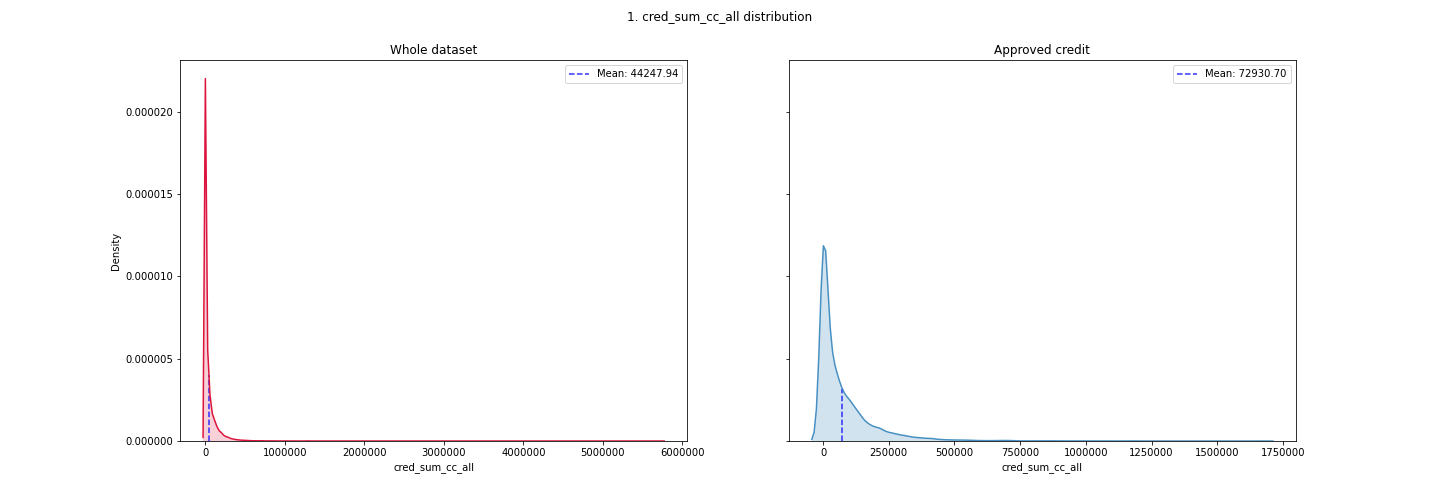 1. cred_sum_cc_all distribution
Whole dataset
Mean: 44247.94
0.000020
0.000015
0.000010
0.000005
0.000000
Density
0 1000000 2000000 3000000 4000000 5000000 6000000
cred_sum_cc_all
Approved credit
Mean: 72930.70
0 250000 500000 750000 1000000 1250000 1500000 1750000
cred_sum_cc_all